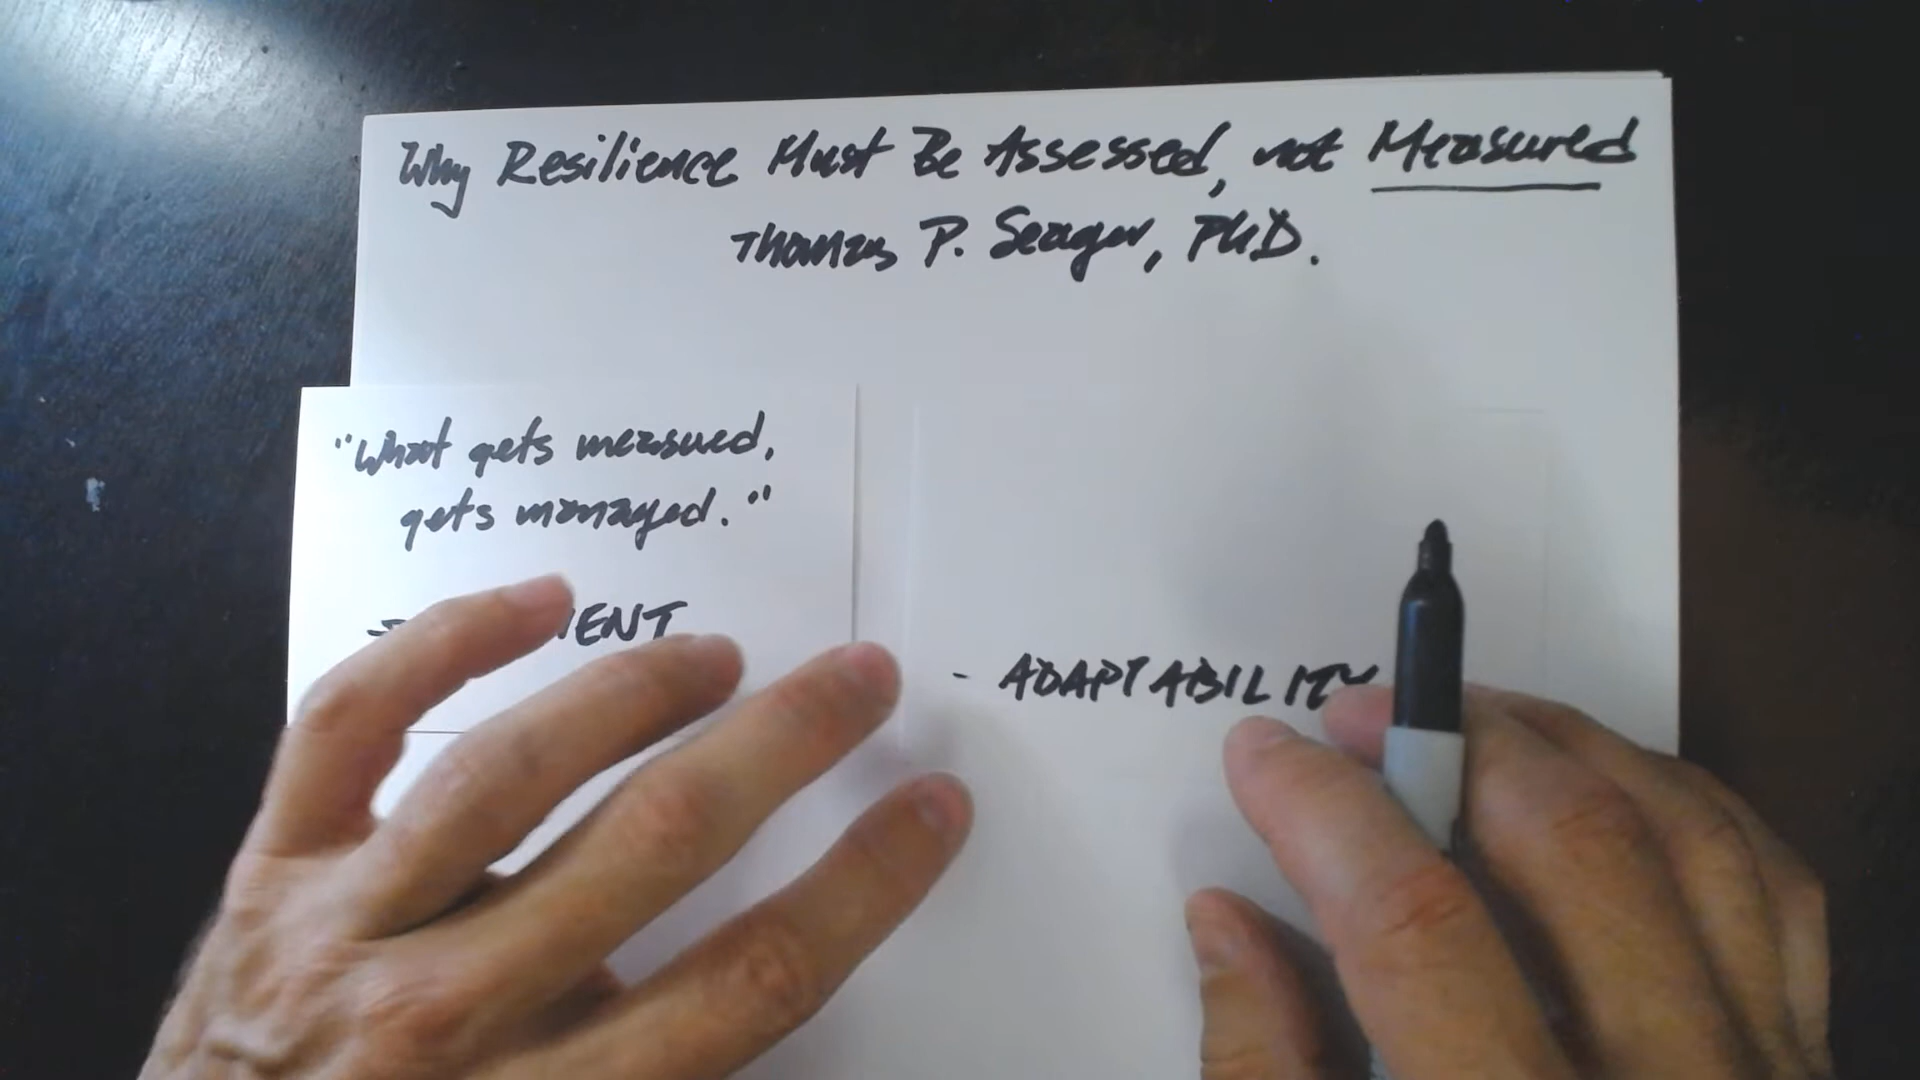 Why Resilience Must Be Assessed, not Measured
Thomas P. Seager, PhD.
"What gets measured,
gets managed."
- ADAPTABILITY